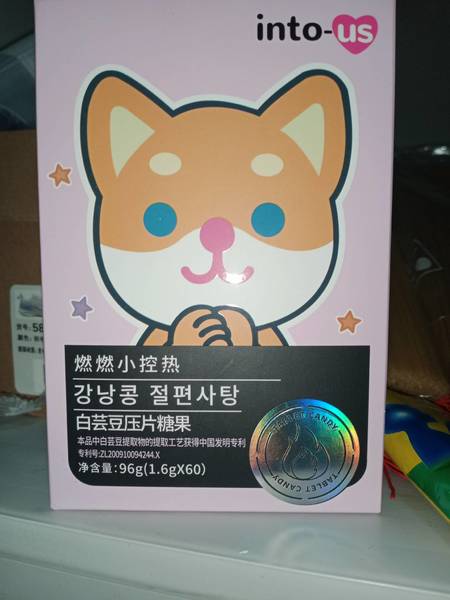 into-us
燃燃小控热
강낭콩 절편사탕
白芸豆压片糖果
本品中白芸豆提取物的提取工艺获得中国发明专利
专利号:ZL200910094244.X
净含量:96g(1.6gX60)
TABLET CANDY
TABLET CANDY